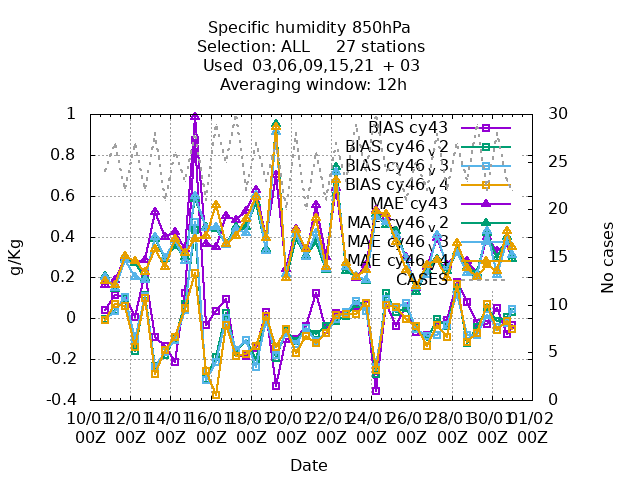 Specific humidity 850hPa
Selection: ALL 27 stations
Used 03,06,09,15,21 + 03
Averaging window: 12h
1
0.8
0.6
0.4
0.2
0
-0.2
-0.4
g/Kg
30
25
20
15
10
5
0
No cases
BIAS cy43
BIAS cy46_v2
BIAS cy46_v3
BIAS cy46_v4
MAE cy43
MAE cy46_v2
MAE cy46_v3
MAE cy46_v4
CASES
10/01 12/01 14/01 16/01 18/01 20/01 22/01 24/01 26/01 28/01 30/01 01/02
00Z 00Z 00Z 00Z 00Z 00Z 00Z 00Z 00Z 00Z 00Z 00Z
Date